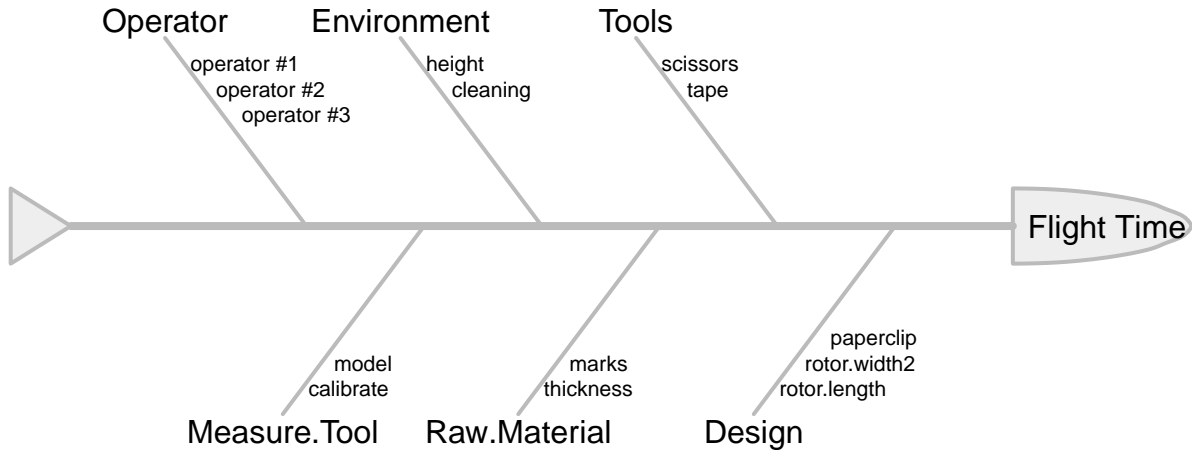 Operator
operator #1
operator #2
operator #3
Environment
height
cleaning
Tools
scissors
tape
Flight Time
model
calibrate
Measure.Tool
marks
thickness
Raw.Material
paperclip
rotor.width2
rotor.length
Design